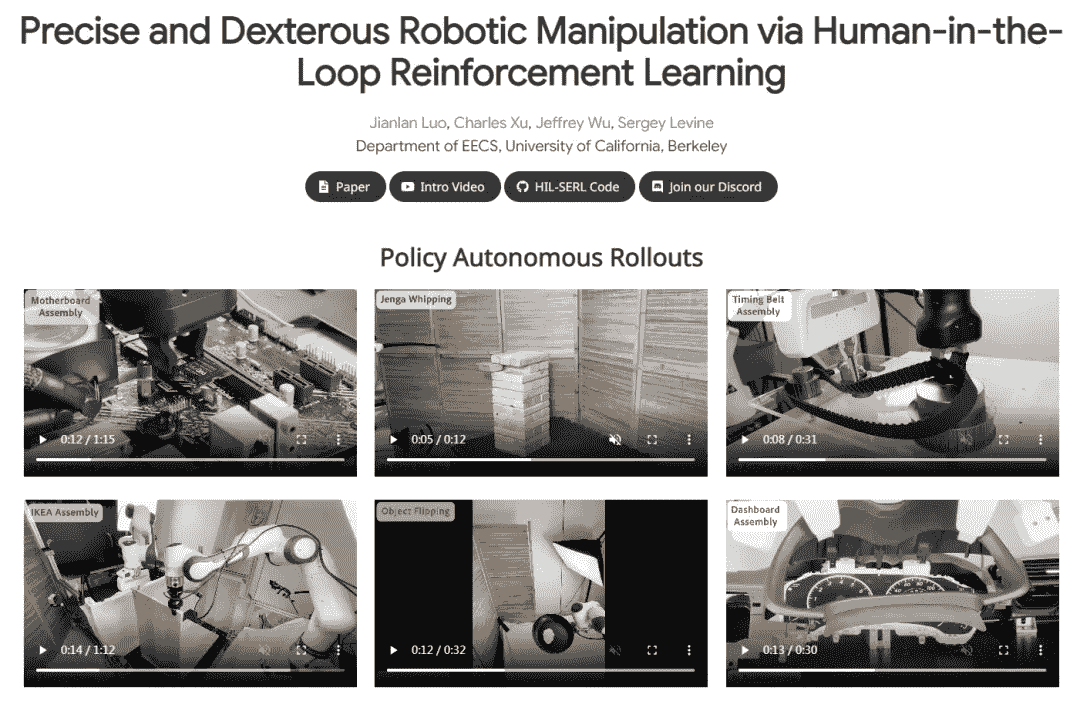 Precise and Dexterous Robotic Manipulation via Human-in-the-
Loop Reinforcement Learning
Jianlan Luo, Charles Xu, Jeffrey Wu, Sergey Levine
Department of EECS, University of California, Berkeley
Paper
Intro Video
HIL-SERL Code
Join our Discord
Policy Autonomous Rollouts
Motherboard
Assembly
0:12 / 1:15
Jenga Whipping
0:05 / 0:12
Timing Belt
Assembly
0:08 / 0:31
IKEA Assembly
0:14 / 1:12
Object Flipping
0:12 / 0:32
Dashboard
Assembly
0:13 / 0:30